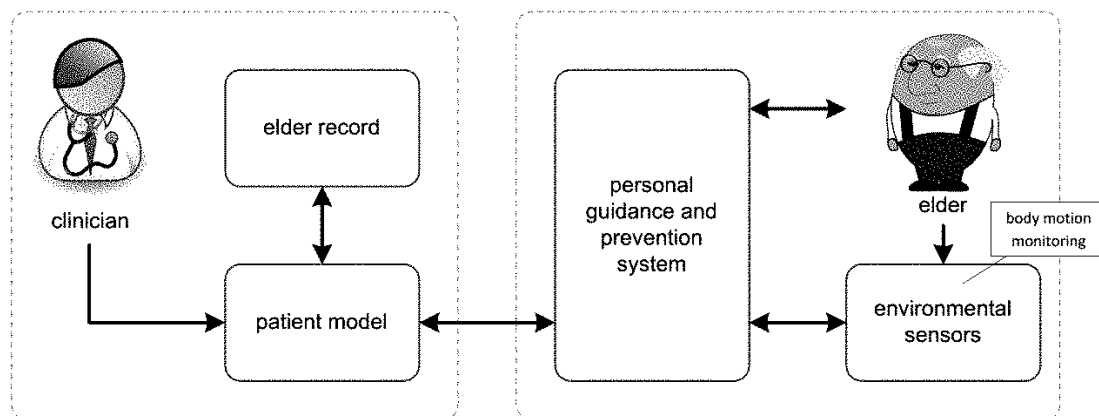 clinician
elder record
patient model
personal
guidance and
prevention
system
elder
body motion
monitoring
environmental
sensors